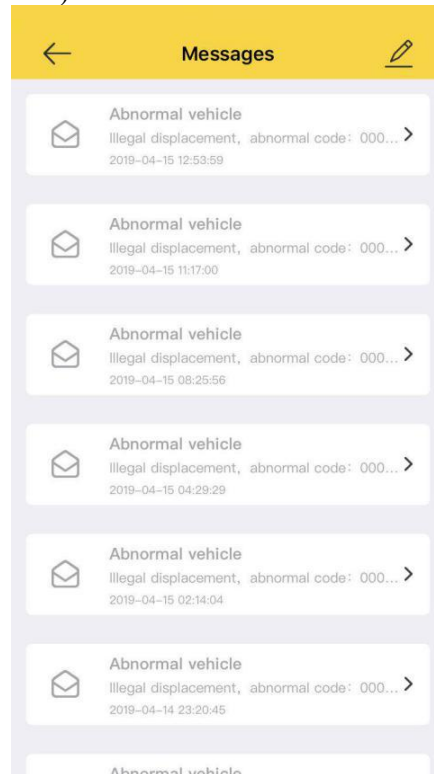 Messages
Abnormal vehicle
Illegal displacement, abnormal code: 000...
2019-04-15 12:53:59
Abnormal vehicle
Illegal displacement, abnormal code: 000...
2019-04-15 11:17:00
Abnormal vehicle
Illegal displacement, abnormal code: 000...
2019-04-15 08:25:56
Abnormal vehicle
Illegal displacement, abnormal code: 000...
2019-04-15 04:29:29
Abnormal vehicle
Illegal displacement, abnormal code: 000...
2019-04-15 02:14:04
Abnormal vehicle
Illegal displacement, abnormal code: 000...
2019-04-14 23:20:45
Abnormal vehicle